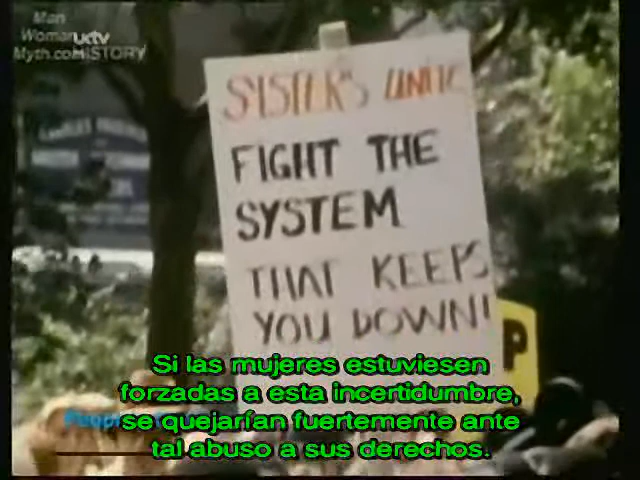 Man
Woman
Myth.com
uktv
HISTORY
SISTERS UNITE
FIGHT THE
SYSTEM
THAT KEEPS
YOU DOWN!
P
Si las mujeres estuviesen
forzadas a esta incertidumbre,
se quejarían fuertemente ante
tal abuso a sus derechos.